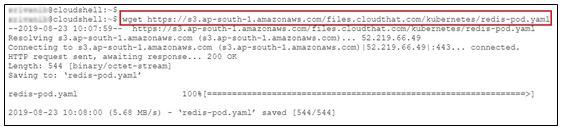 @cloudshell:~$
@cloudshell:~$ wget https://s3.ap-south-1.amazonaws.com/files.cloudthat.com/kubernetes/redis-pod.yaml
--2019-08-23 10:07:59-- https://s3.ap-south-1.amazonaws.com/files.cloudthat.com/kubernetes/redis-pod.yaml
Resolving s3.ap-south-1.amazonaws.com (s3.ap-south-1.amazonaws.com)... 52.219.66.49
Connecting to s3.ap-south-1.amazonaws.com (s3.ap-south-1.amazonaws.com)|52.219.66.49|:443... connected.
HTTP request sent, awaiting response... 200 OK
Length: 544 [binary/octet-stream]
Saving to: ‘redis-pod.yaml’
redis-pod.yaml 100%[=================================================================>]
2019-08-23 10:08:00 (5.68 MB/s) - ‘redis-pod.yaml’ saved [544/544]